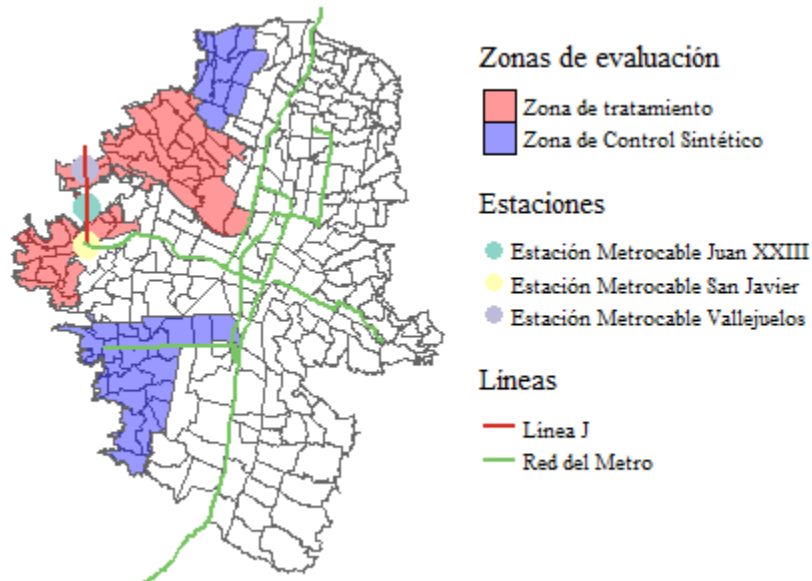 Zonas de evaluación
Zona de tratamiento
Zona de Control Sintético
Estaciones
Estación Metrocable Juan XXIII
Estación Metrocable San Javier
Estación Metrocable Vallejuelos
Líneas
Línea J
Red del Metro